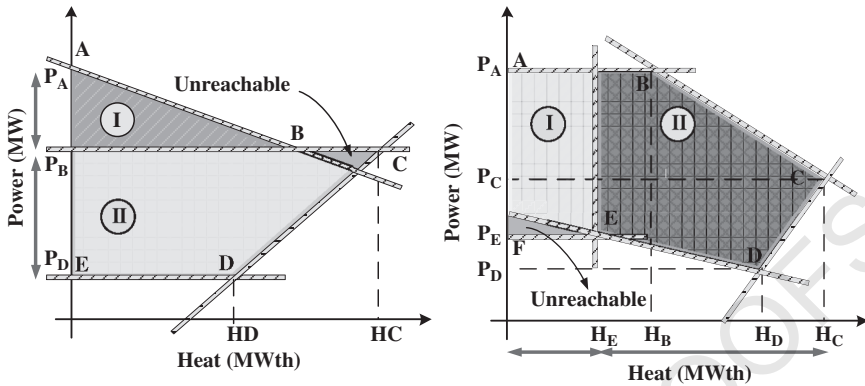 A
P_A
Unreachable
I
B
P_B
C
Power (MW)
II
P_D
E
D
HD
HC
Heat (MWth)
P_A
A
B
I
II
Power (MW)
P_C
C
E
P_E
F
D
P_D
Unreachable
H_E
H_B
H_D
H_C
Heat (MWth)